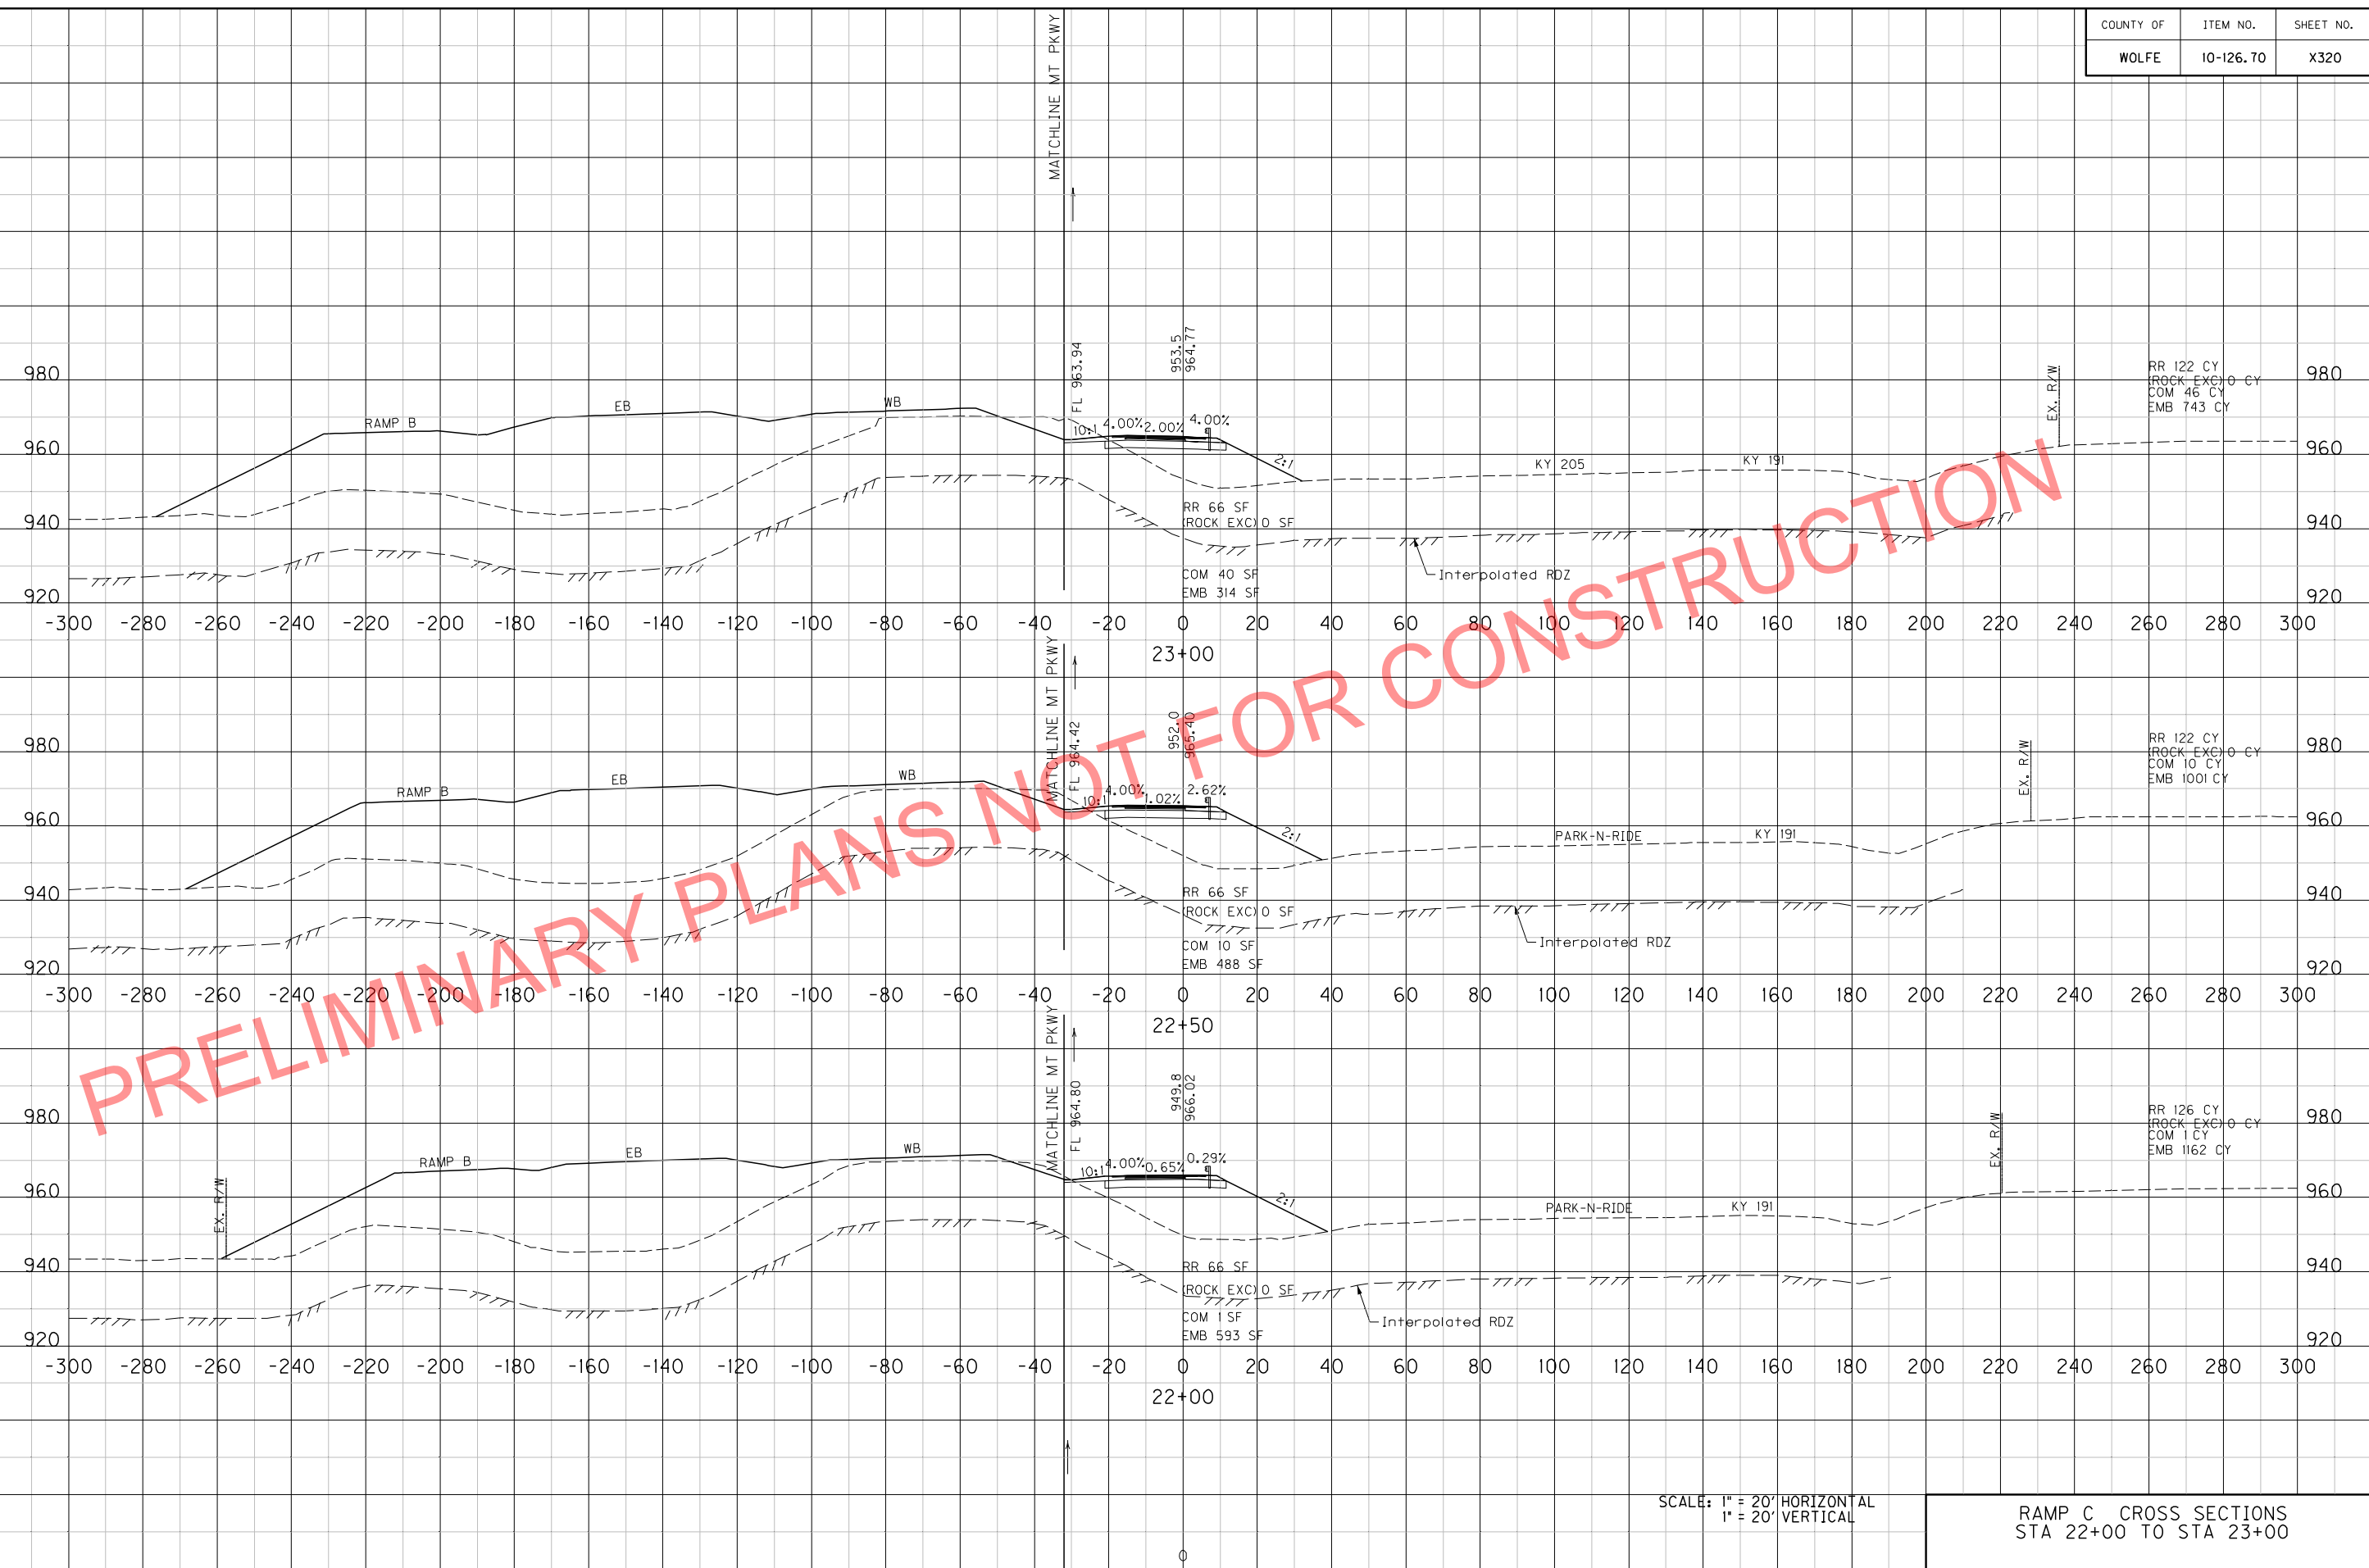 COUNTY OF ITEM NO. SHEET NO.
WOLFE 10-126.70 X320
MATCHLINE MT PKWY
FL 963.94
953.5
964.77
980 RAMP B EB WB 10:1 4.00% 2.00% 4.00% 2:1 KY 205 KY 191 EX. R/W 980
RR 122 CY
(ROCK EXC) 0 CY
COM 46 CY
EMB 743 CY
960 960
RR 66 SF
(ROCK EXC) 0 SF
940 940
COM 40 SF
EMB 314 SF
Interpolated RDZ
920 920
-300 -280 -260 -240 -220 -200 -180 -160 -140 -120 -100 -80 -60 -40 -20 0 20 40 60 80 100 120 140 160 180 200 220 240 260 280 300
23+00
MATCHLINE MT PKWY
FL 964.42
952.0
965.40
980 RAMP B EB WB 10:1 4.00% 1.02% 2.62% 2:1 PARK-N-RIDE KY 191 EX. R/W 980
RR 122 CY
(ROCK EXC) 0 CY
COM 10 CY
EMB 1001 CY
960 960
RR 66 SF
(ROCK EXC) 0 SF
940 940
COM 10 SF
EMB 488 SF
Interpolated RDZ
920 920
-300 -280 -260 -240 -220 -200 -180 -160 -140 -120 -100 -80 -60 -40 -20 0 20 40 60 80 100 120 140 160 180 200 220 240 260 280 300
22+50
MATCHLINE MT PKWY
FL 964.80
949.8
966.02
980 EX. R/W RAMP B EB WB 10:1 4.00% 0.65% 0.29% 2:1 PARK-N-RIDE KY 191 EX. R/W 980
RR 126 CY
(ROCK EXC) 0 CY
COM 1 CY
EMB 1162 CY
960 960
RR 66 SF
(ROCK EXC) 0 SF
940 940
COM 1 SF
EMB 593 SF
Interpolated RDZ
920 920
-300 -280 -260 -240 -220 -200 -180 -160 -140 -120 -100 -80 -60 -40 -20 0 20 40 60 80 100 120 140 160 180 200 220 240 260 280 300
22+00
0
PRELIMINARY PLANS NOT FOR CONSTRUCTION
SCALE: 1" = 20' HORIZONTAL
1" = 20' VERTICAL
RAMP C CROSS SECTIONS
STA 22+00 TO STA 23+00